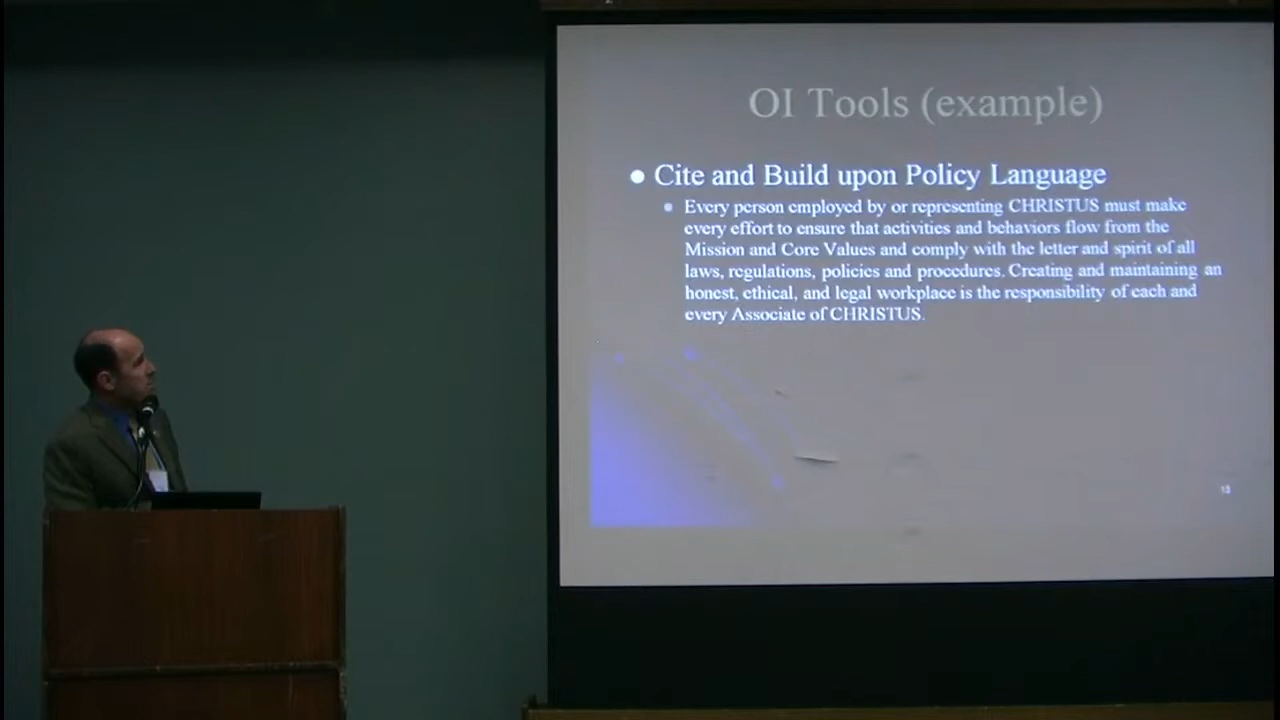 OI Tools (example)
Cite and Build upon Policy Language
Every person employed by or representing CHRISTUS must make
every effort to ensure that activities and behaviors flow from the
Mission and Core Values and comply with the letter and spirit of all
laws, regulations, policies and procedures. Creating and maintaining an
honest, ethical, and legal workplace is the responsibility of each and
every Associate of CHRISTUS.